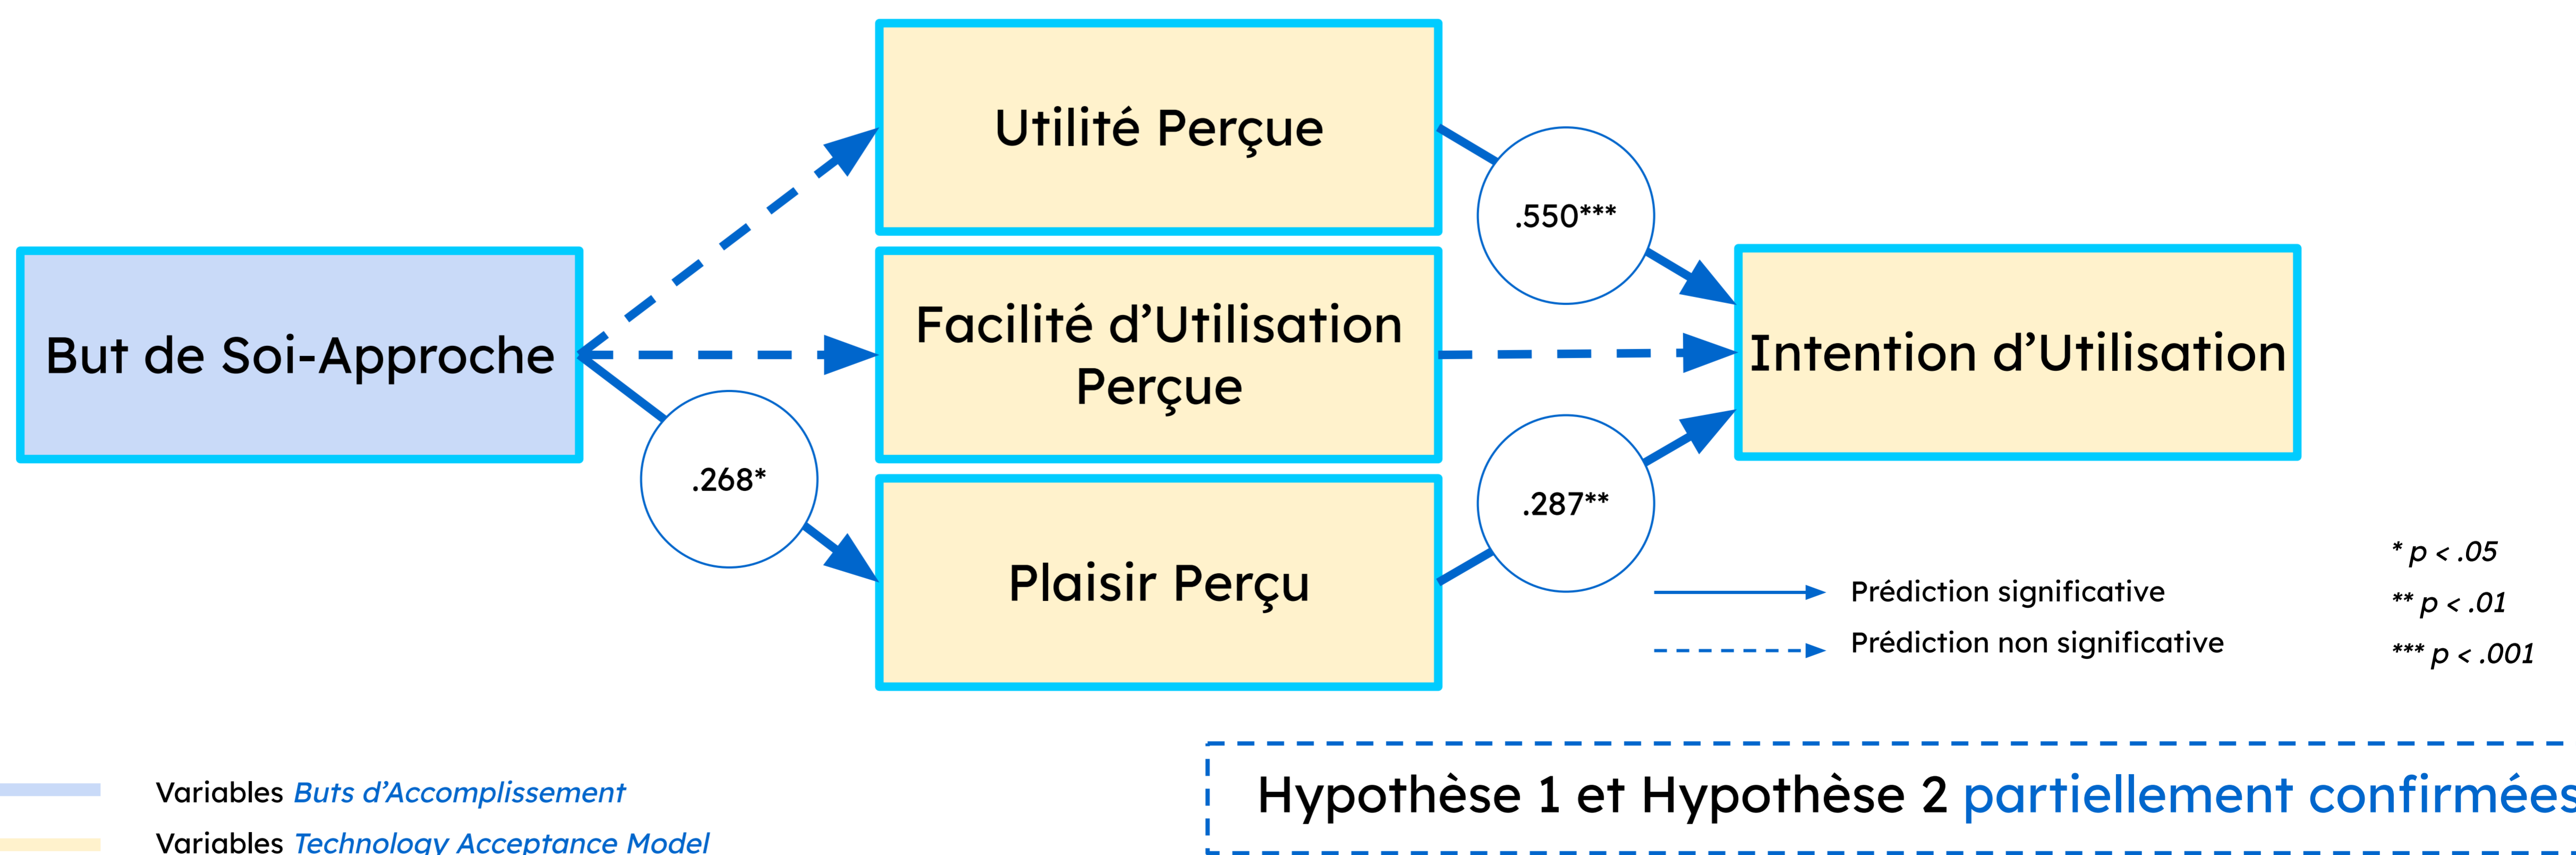 Utilité Perçue
.550***
But de Soi-Approche
Facilité d’Utilisation
Perçue
Intention d’Utilisation
.268*
.287**
Plaisir Perçu
Prédiction significative
Prédiction non significative
* p < .05
** p < .01
*** p < .001
Variables Buts d’Accomplissement
Variables Technology Acceptance Model
Hypothèse 1 et Hypothèse 2 partiellement confirmées